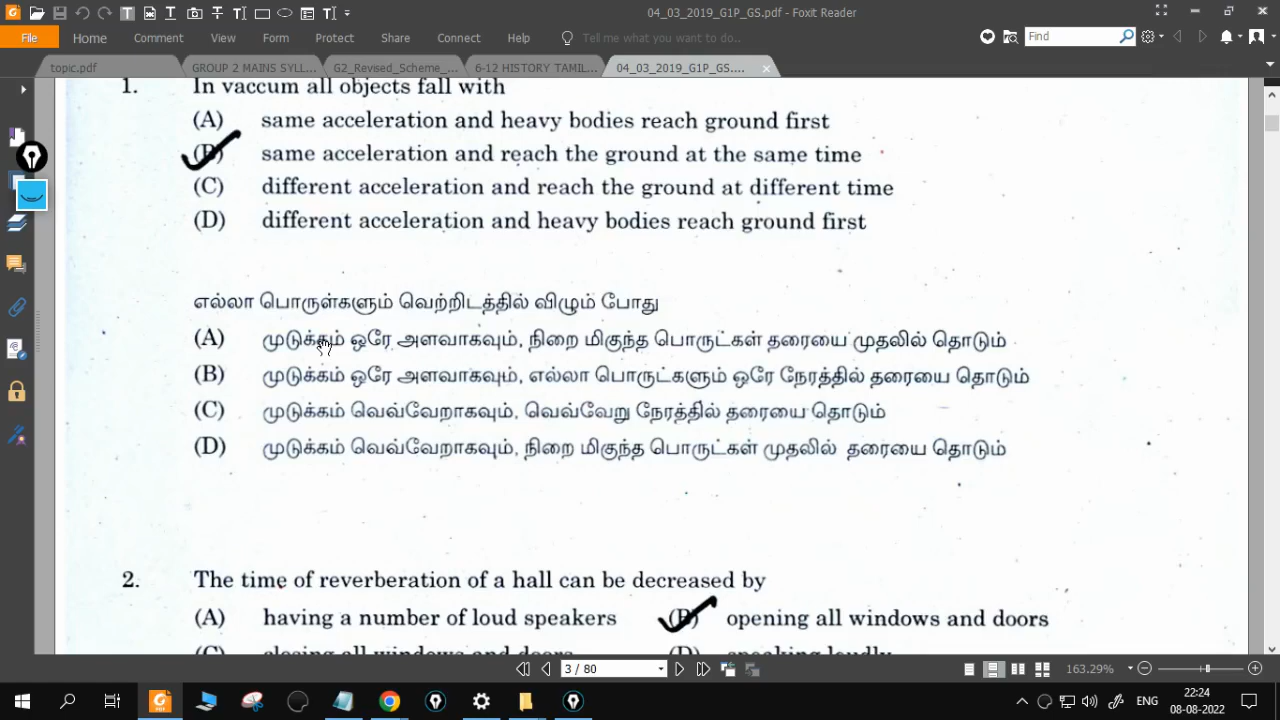 04_03_2019_G1P_GS.pdf - Foxit Reader
File Home Comment View Form Protect Share Connect Help Tell me what you want to do.. Find
topic.pdf GROUP 2 MAINS SYLL... G2_Revised_Scheme_... 6-12 HISTORY TAMIL... 04_03_2019_G1P_GS....
1. In vaccum all objects fall with
(A) same acceleration and heavy bodies reach ground first
(B) same acceleration and reach the ground at the same time
(C) different acceleration and reach the ground at different time
(D) different acceleration and heavy bodies reach ground first
எல்லா பொருள்களும் வெற்றிடத்தில் விழும் போது
(A) முடுக்கம் ஒரே அளவாகவும், நிறை மிகுந்த பொருட்கள் தரையை முதலில் தொடும்
(B) முடுக்கம் ஒரே அளவாகவும், எல்லா பொருட்களும் ஒரே நேரத்தில் தரையை தொடும்
(C) முடுக்கம் வெவ்வேறாகவும், வெவ்வேறு நேரத்தில் தரையை தொடும்
(D) முடுக்கம் வெவ்வேறாகவும், நிறை மிகுந்த பொருட்கள் முதலில் தரையை தொடும்
2. The time of reverberation of a hall can be decreased by
(A) having a number of loud speakers (B) opening all windows and doors
(C) closing all windows and doors (D) speaking loudly
3 / 80 163.29%
ENG 22:24
08-08-2022